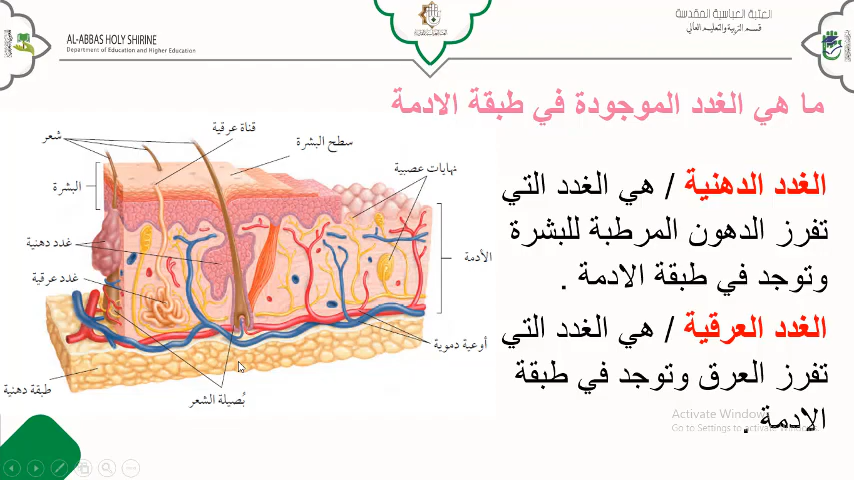 AL-ABBAS HOLY SHIRINE
Department of Education and Higher Education
العتبة العباسية المقدسة
قسم التربية والتعليم العالي
ما هي الغدد الموجودة في طبقة الادمة
الغدد الدهنية / هي الغدد التي
تفرز الدهون المرطبة للبشرة
وتوجد في طبقة الادمة .
الغدد العرقية / هي الغدد التي
تفرز العرق وتوجد في طبقة
الادمة .
قناة عرقية
شعر
سطح البشرة
نهايات عصبية
البشرة
غدد دهنية
الأدمة
غدد عرقية
أوعية دموية
طبقة دهنية
بُصيلة الشعر
Activate Windows
Go to Settings to activate Windows.